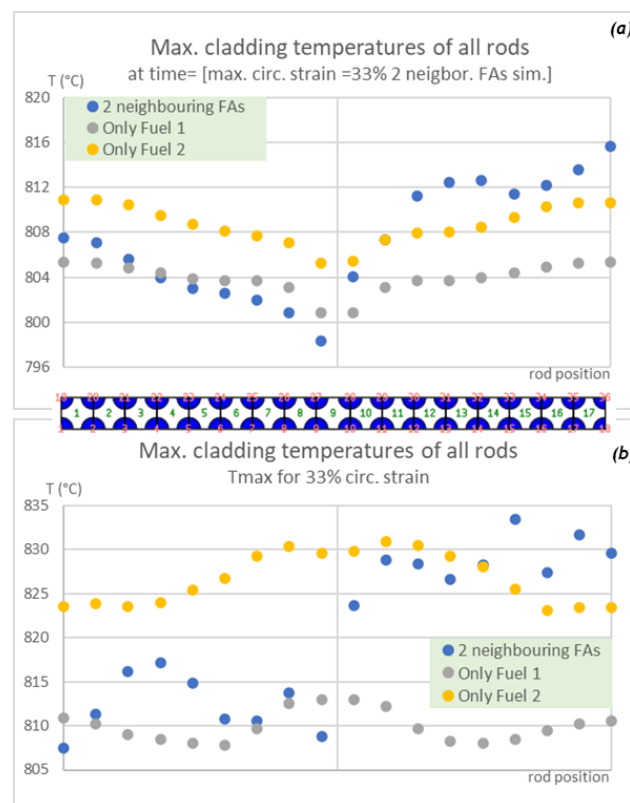 (a)
Max. cladding temperatures of all rods
at time= [max. circ. strain =33% 2 neighbor. FAs sim.]
T (°C)
820
2 neighbouring FAs
Only Fuel 1
Only Fuel 2
816
812
808
804
800
796
rod position
1 2 3 4 5 6 7 8 9 10 11 12 13 14 15 16 17
(b)
Max. cladding temperatures of all rods
Tmax for 33% circ. strain
T (°C)
835
830
825
820
815
810
805
2 neighbouring FAs
Only Fuel 1
Only Fuel 2
rod position